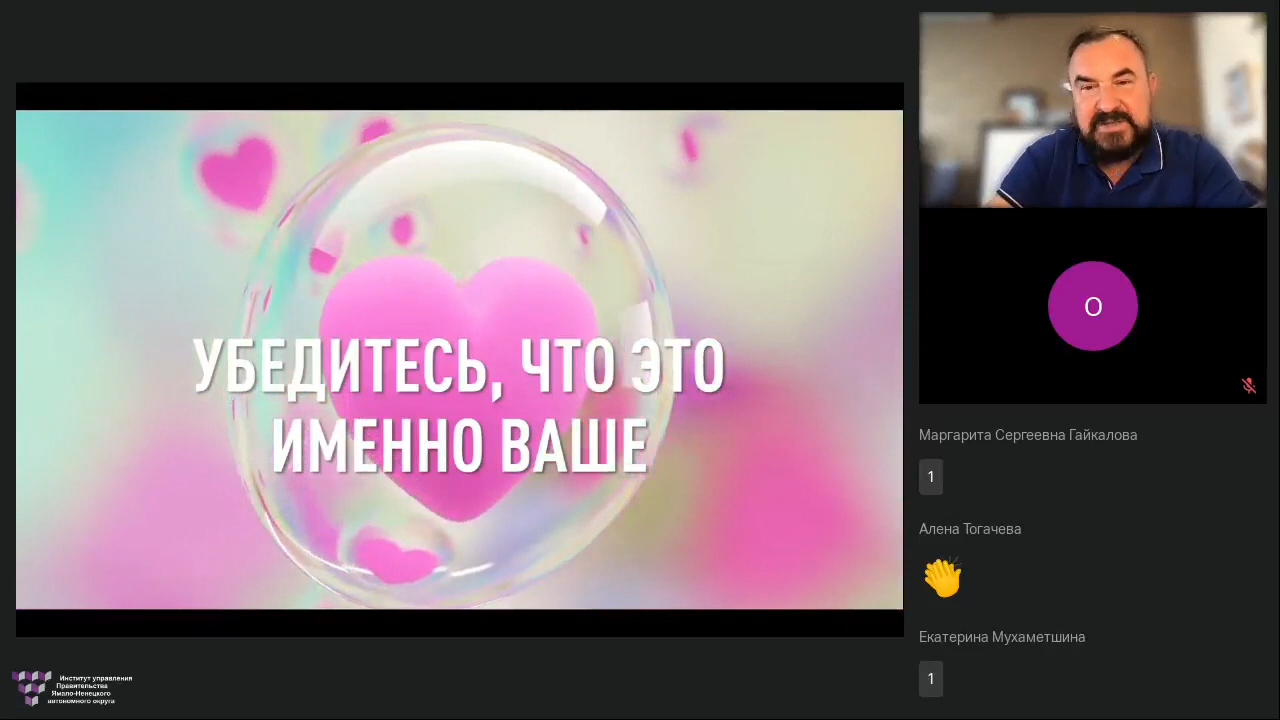 УБЕДИТЕСЬ, ЧТО ЭТО
ИМЕННО ВАШЕ
О
Маргарита Сергеевна Гайкалова
1
Алена Тогачева
Екатерина Мухаметшина
1
Институт управления
Правительства
Ямало-Ненецкого
автономного округа